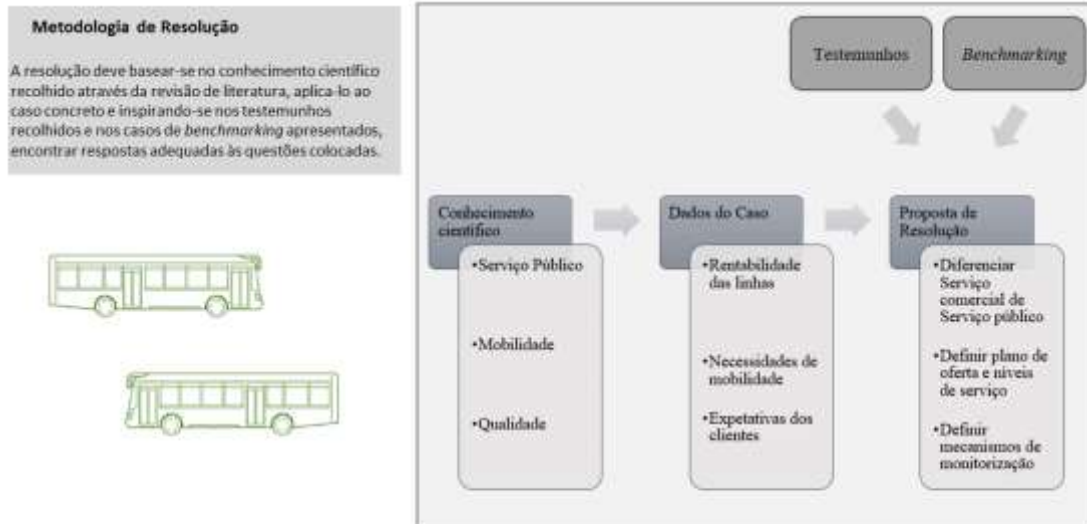 Metodologia de Resolução
A resolução deve basear-se no conhecimento científico
recolhido através da revisão de literatura, aplica-lo ao
caso concreto e inspirando-se nos testemunhos
recolhidos e nos casos de benchmarking apresentados,
encontrar respostas adequadas às questões colocadas.
Testemunhos
Benchmarking
Conhecimento
científico
•Serviço Público
•Mobilidade
•Qualidade
Dados do Caso
•Rentabilidade
das linhas
•Necessidades de
mobilidade
•Expetativas dos
clientes
Proposta de
Resolução
•Diferenciar
Serviço
comercial de
Serviço público
•Definir plano de
oferta e níveis
de serviço
•Definir
mecanismos de
monitorização